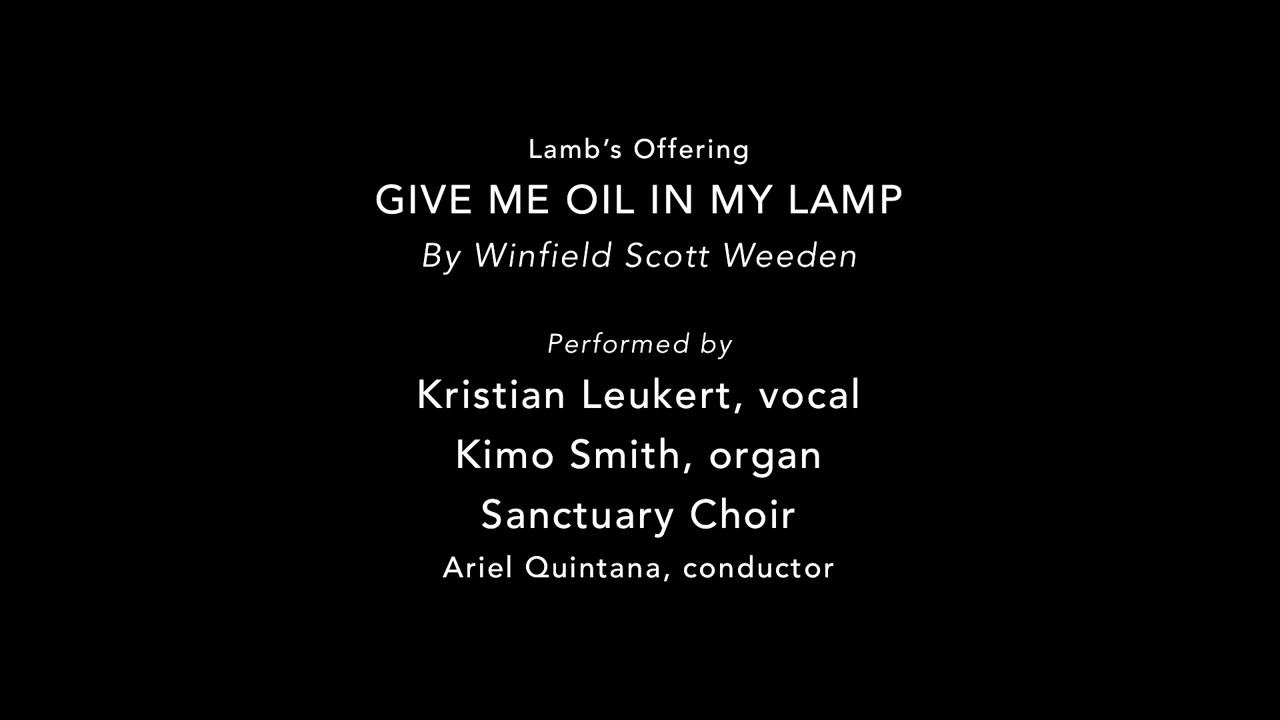 Lamb’s Offering
GIVE ME OIL IN MY LAMP
By Winfield Scott Weeden
Performed by
Kristian Leukert, vocal
Kimo Smith, organ
Sanctuary Choir
Ariel Quintana, conductor